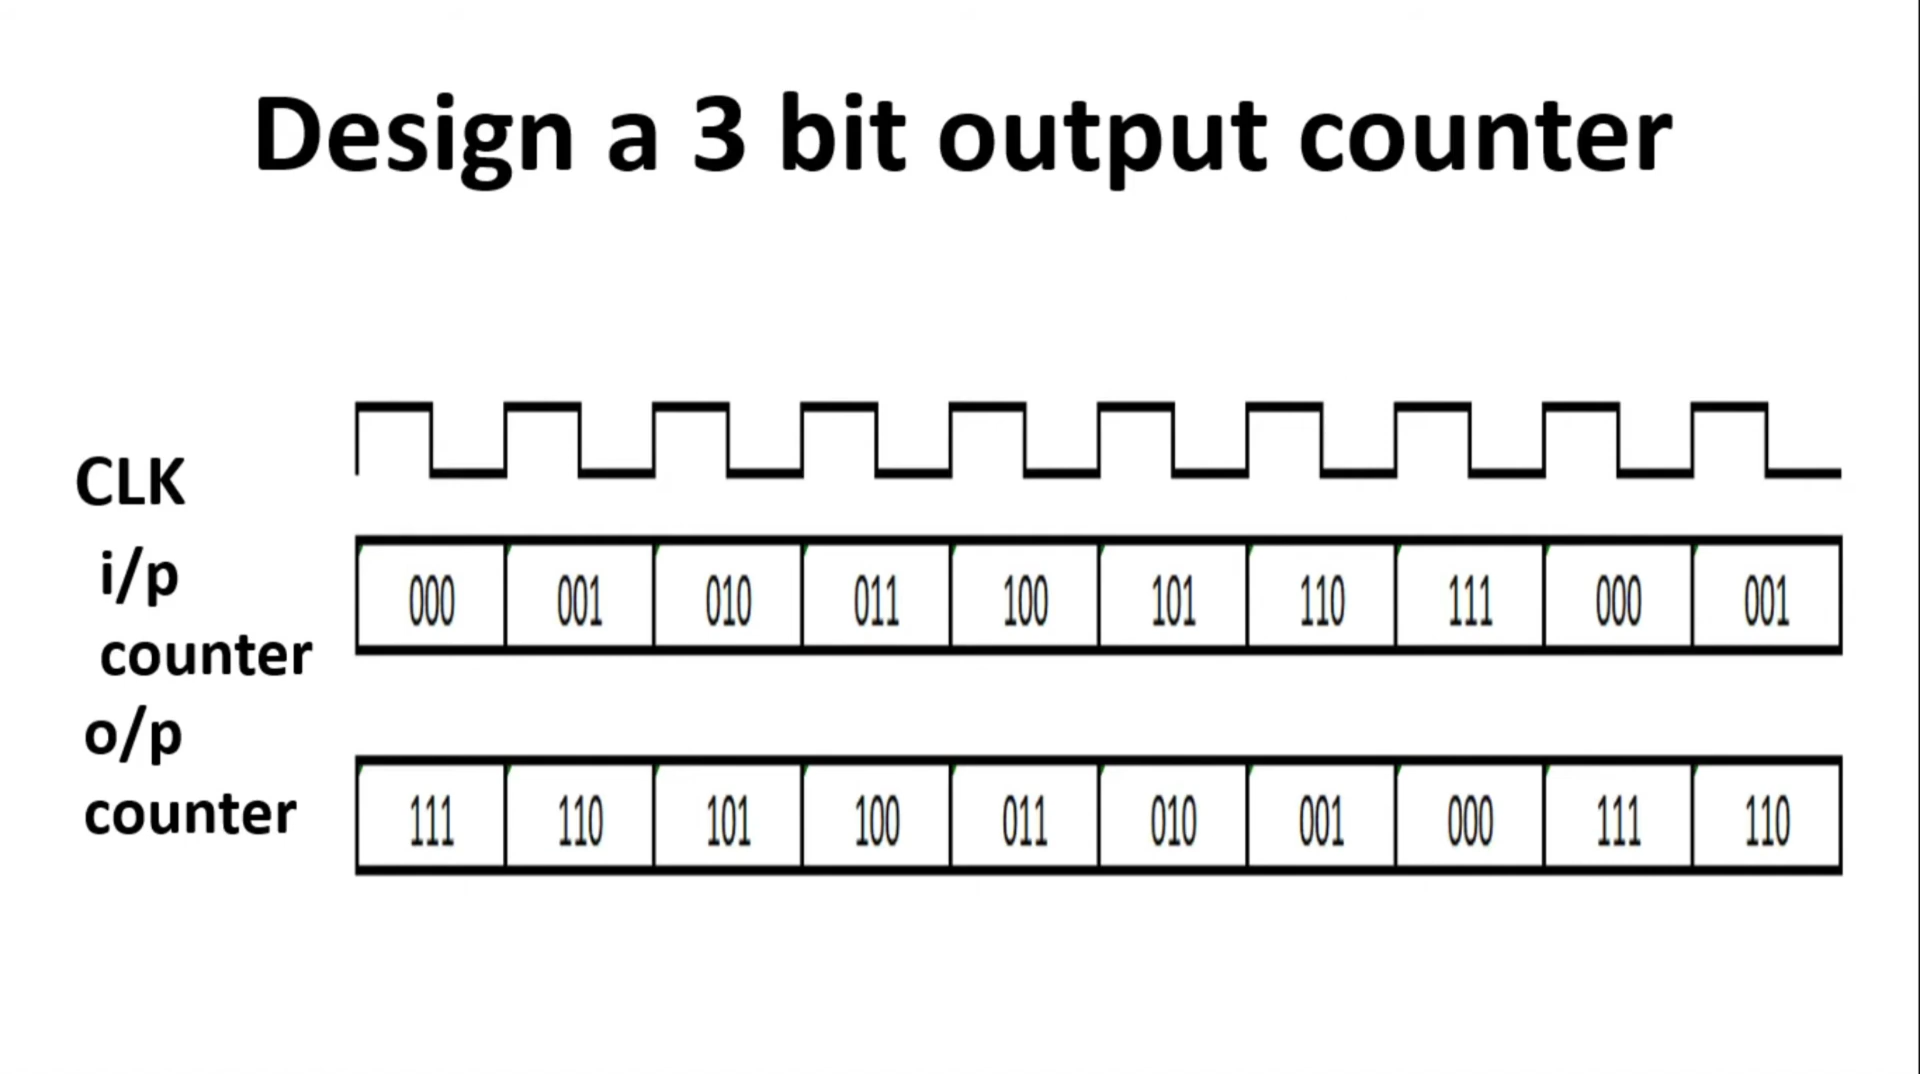 Design a 3 bit output counter
CLK
i/p
counter
000 001 010 011 100 101 110 111 000 001
o/p
counter
111 110 101 100 011 010 001 000 111 110